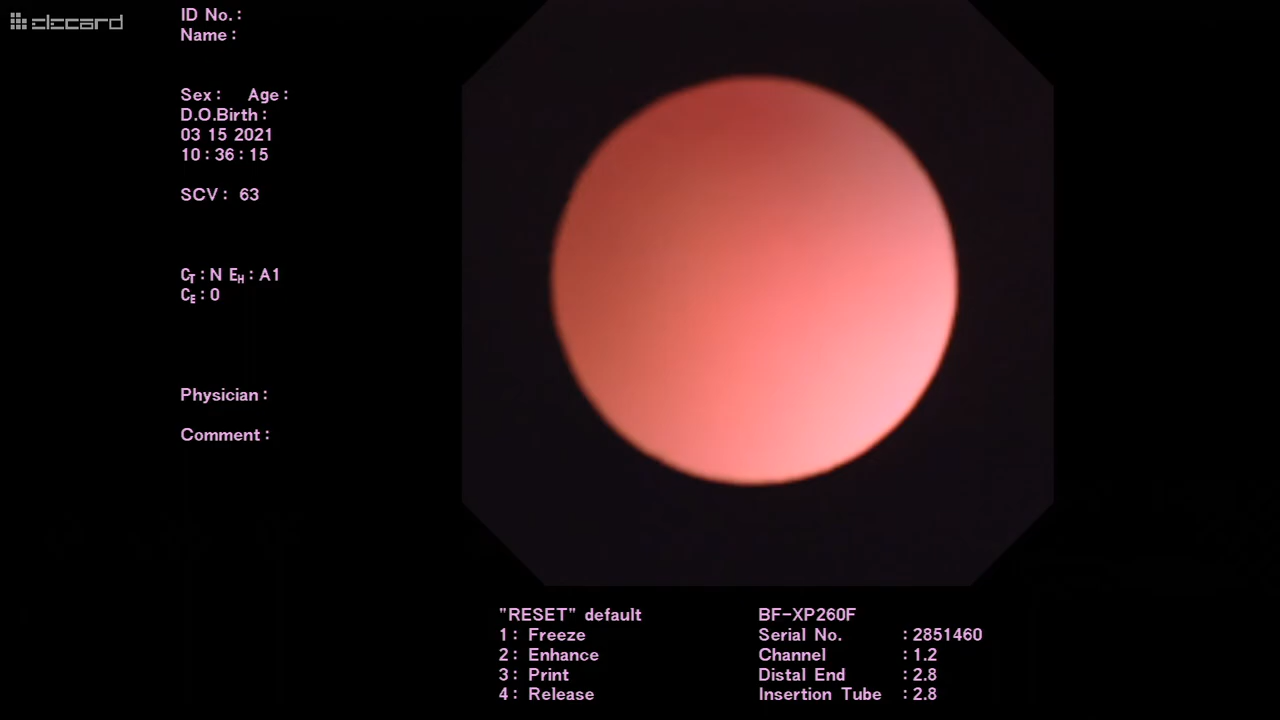 elecard
ID No.:
Name:
Sex: Age:
D.O.Birth:
03 15 2021
10:36:15
SCV: 63
CT:N EH:A1
CE:0
Physician:
Comment:
"RESET" default
1: Freeze
2: Enhance
3: Print
4: Release
BF-XP260F
Serial No. :2851460
Channel :1.2
Distal End :2.8
Insertion Tube :2.8